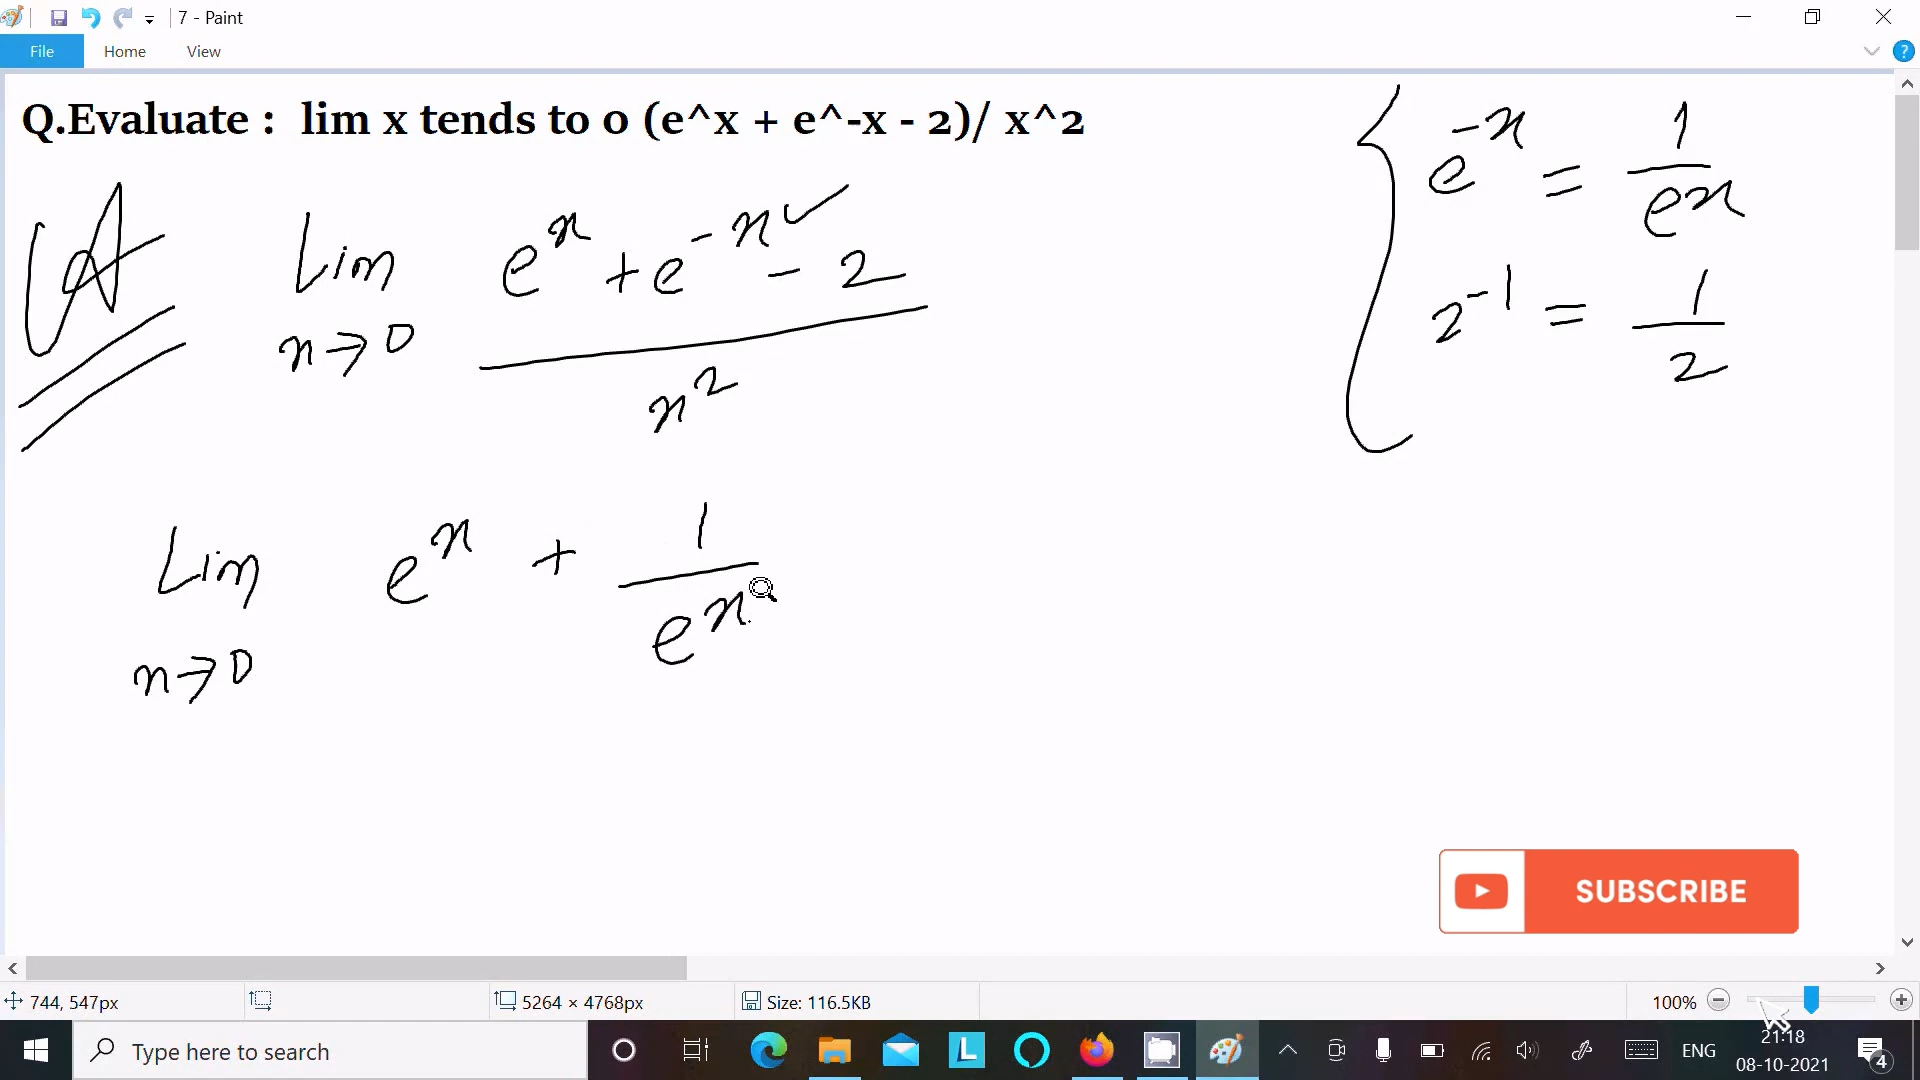 7 - Paint
File Home View
Q.Evaluate : lim x tends to 0 (e^x + e^-x - 2)/ x^2
A
Lim x→0 e^x + e^-x - 2
x^2
e^-x = 1/e^x
2^-1 = 1/2
Lim x→0 e^x + 1/e^x
SUBSCRIBE
744, 547px 5264 × 4768px Size: 116.5KB 100%
Type here to search
L
ENG
21:18
08-10-2021
4